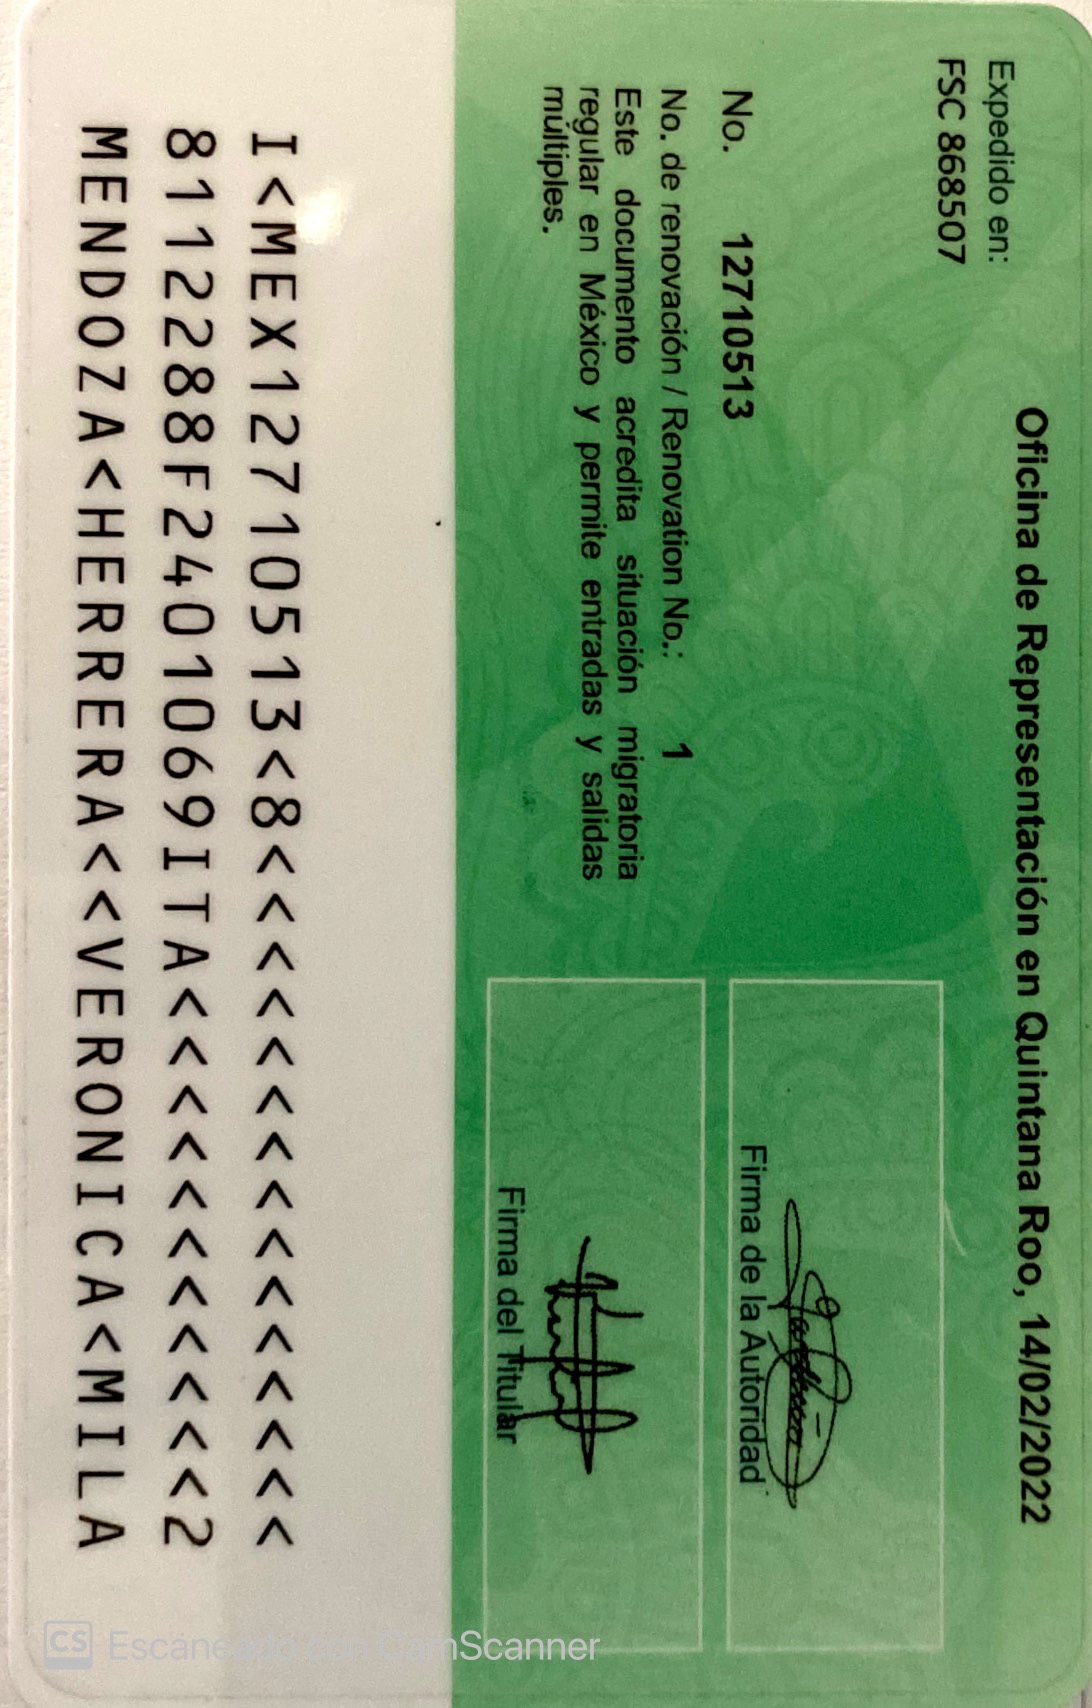 Oficina de Representación en Quintana Roo, 14/02/2022
Expedido en:
FSC 868507
No. 12710513
No. de renovación / Renovation No.: 1
Este documento acredita situación migratoria
regular en México y permite entradas y salidas
múltiples.
Firma de la Autoridad
Firma del Titular
I<MEX12710513<8<<<<<<<<<<<<<<<
8112288F2401069ITA<<<<<<<<<<<2
MENDOZA<HERRERA<<VERONICA<MILA
CS Escaneado con CamScanner